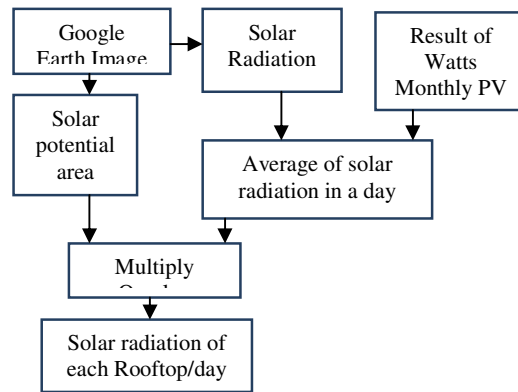 Google
Earth Image
Solar
Radiation
Result of
Watts
Monthly PV
Solar
potential
area
Average of solar
radiation in a day
Multiply
Solar radiation of
each Rooftop/day